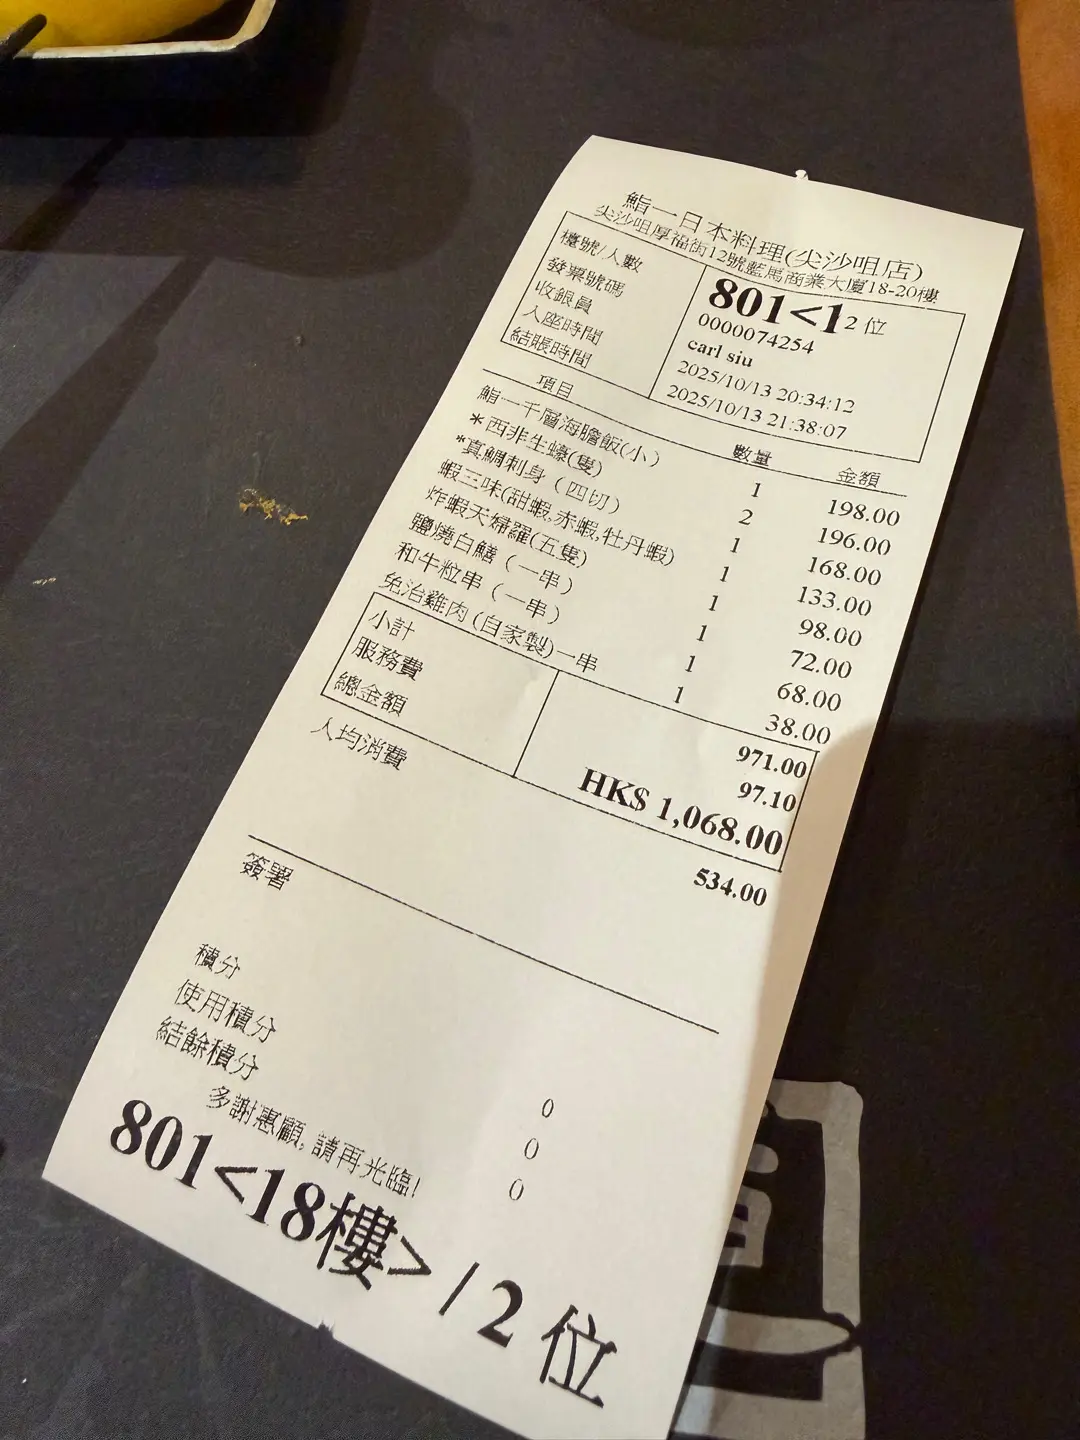 鮨一日本料理(尖沙咀店)
尖沙咀厚福街12號藍馬商業大廈18-20樓
檯號/人數 801<1 2 位
發票號碼 0000074254
收銀員 carl siu
入座時間 2025/10/13 20:34:12
結賬時間 2025/10/13 21:38:07
項目 數量 金額
鮨一千層海膽飯(小) 1 198.00
*西非生蠔(隻) 2 196.00
*真鯛刺身(四切) 1 168.00
蝦三味(甜蝦,赤蝦,牡丹蝦) 1 133.00
炸蝦天婦羅(五隻) 1 98.00
鹽燒白鱔(一串) 1 72.00
和牛粒串(一串) 1 68.00
免治雞肉(自家製)一串 1 38.00
小計 971.00
服務費 97.10
總金額 HK$ 1,068.00
人均消費 534.00
簽署
積分 0
使用積分 0
結餘積分 0
多謝惠顧,請再光臨!
801<18樓> / 2 位